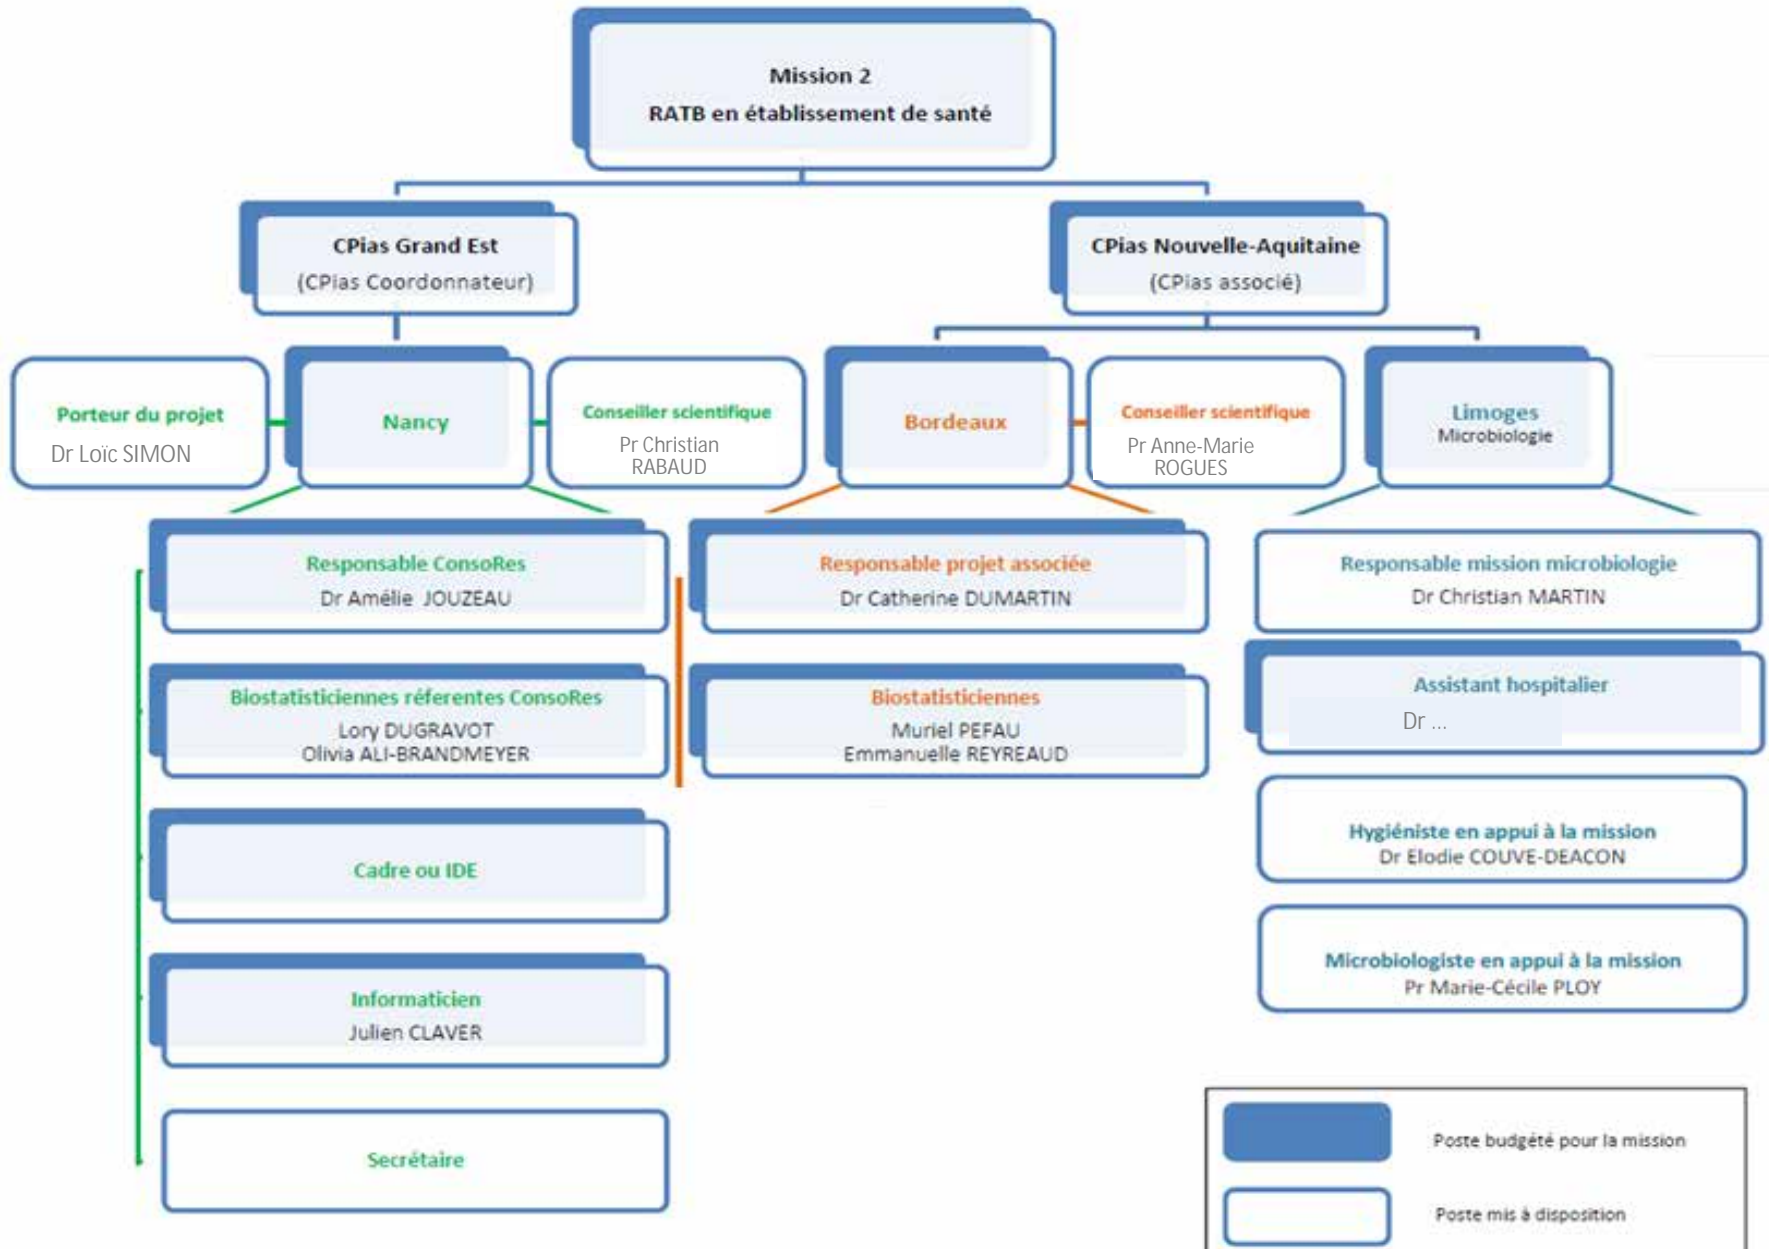 Mission 2
RATB en établissement de santé
CPias Grand Est
(CPias Coordonnateur)
CPias Nouvelle-Aquitaine
(CPias associé)
Porteur du projet
Dr Loïc SIMON
Nancy
Conseiller scientifique
Pr Christian
RABAUD
Bordeaux
Conseiller scientifique
Pr Anne-Marie
ROGUES
Limoges
Microbiologie
Responsable ConsoRes
Dr Amélie JOUZEAU
Biostatisticiennes réferentes ConsoRes
Lory DUGRAVOT
Olivia ALI-BRANDMEYER
Cadre ou IDE
Informaticien
Julien CLAVER
Secrétaire
Responsable projet associée
Dr Catherine DUMARTIN
Biostatisticiennes
Muriel PEFAU
Emmanuelle REYREAUD
Responsable mission microbiologie
Dr Christian MARTIN
Assistant hospitalier
Dr ...
Hygiéniste en appui à la mission
Dr Elodie COUVE-DEACON
Microbiologiste en appui à la mission
Pr Marie-Cécile PLOY
Poste budgété pour la mission
Poste mis à disposition